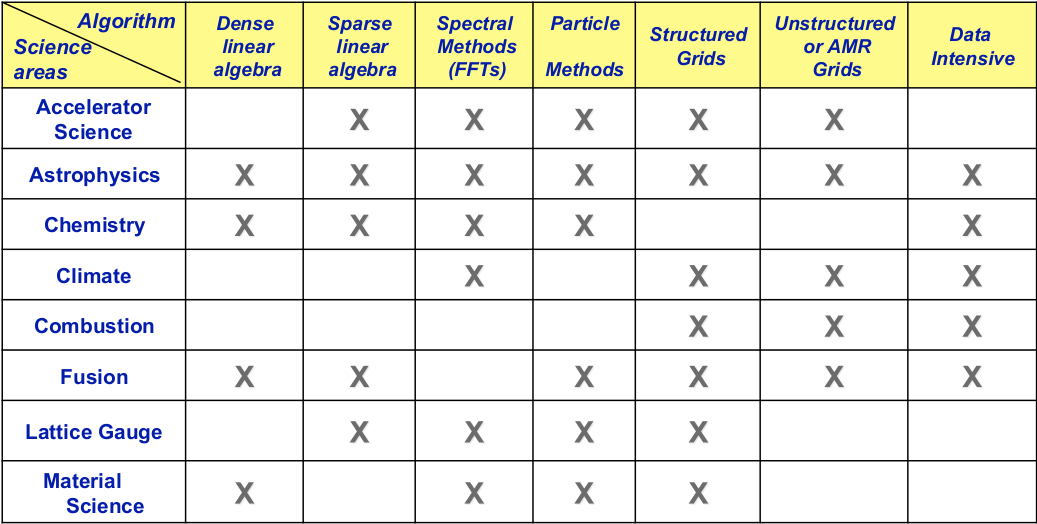 Algorithm
Science
areas
Dense
linear
algebra
Sparse
linear
algebra
Spectral
Methods
(FFTs)
Particle
Methods
Structured
Grids
Unstructured
or AMR
Grids
Data
Intensive
Accelerator
Science
X X X X X
Astrophysics X X X X X X X
Chemistry X X X X X
Climate X X X X
Combustion X X X
Fusion X X X X X X
Lattice Gauge X X X X
Material
Science
X X X X